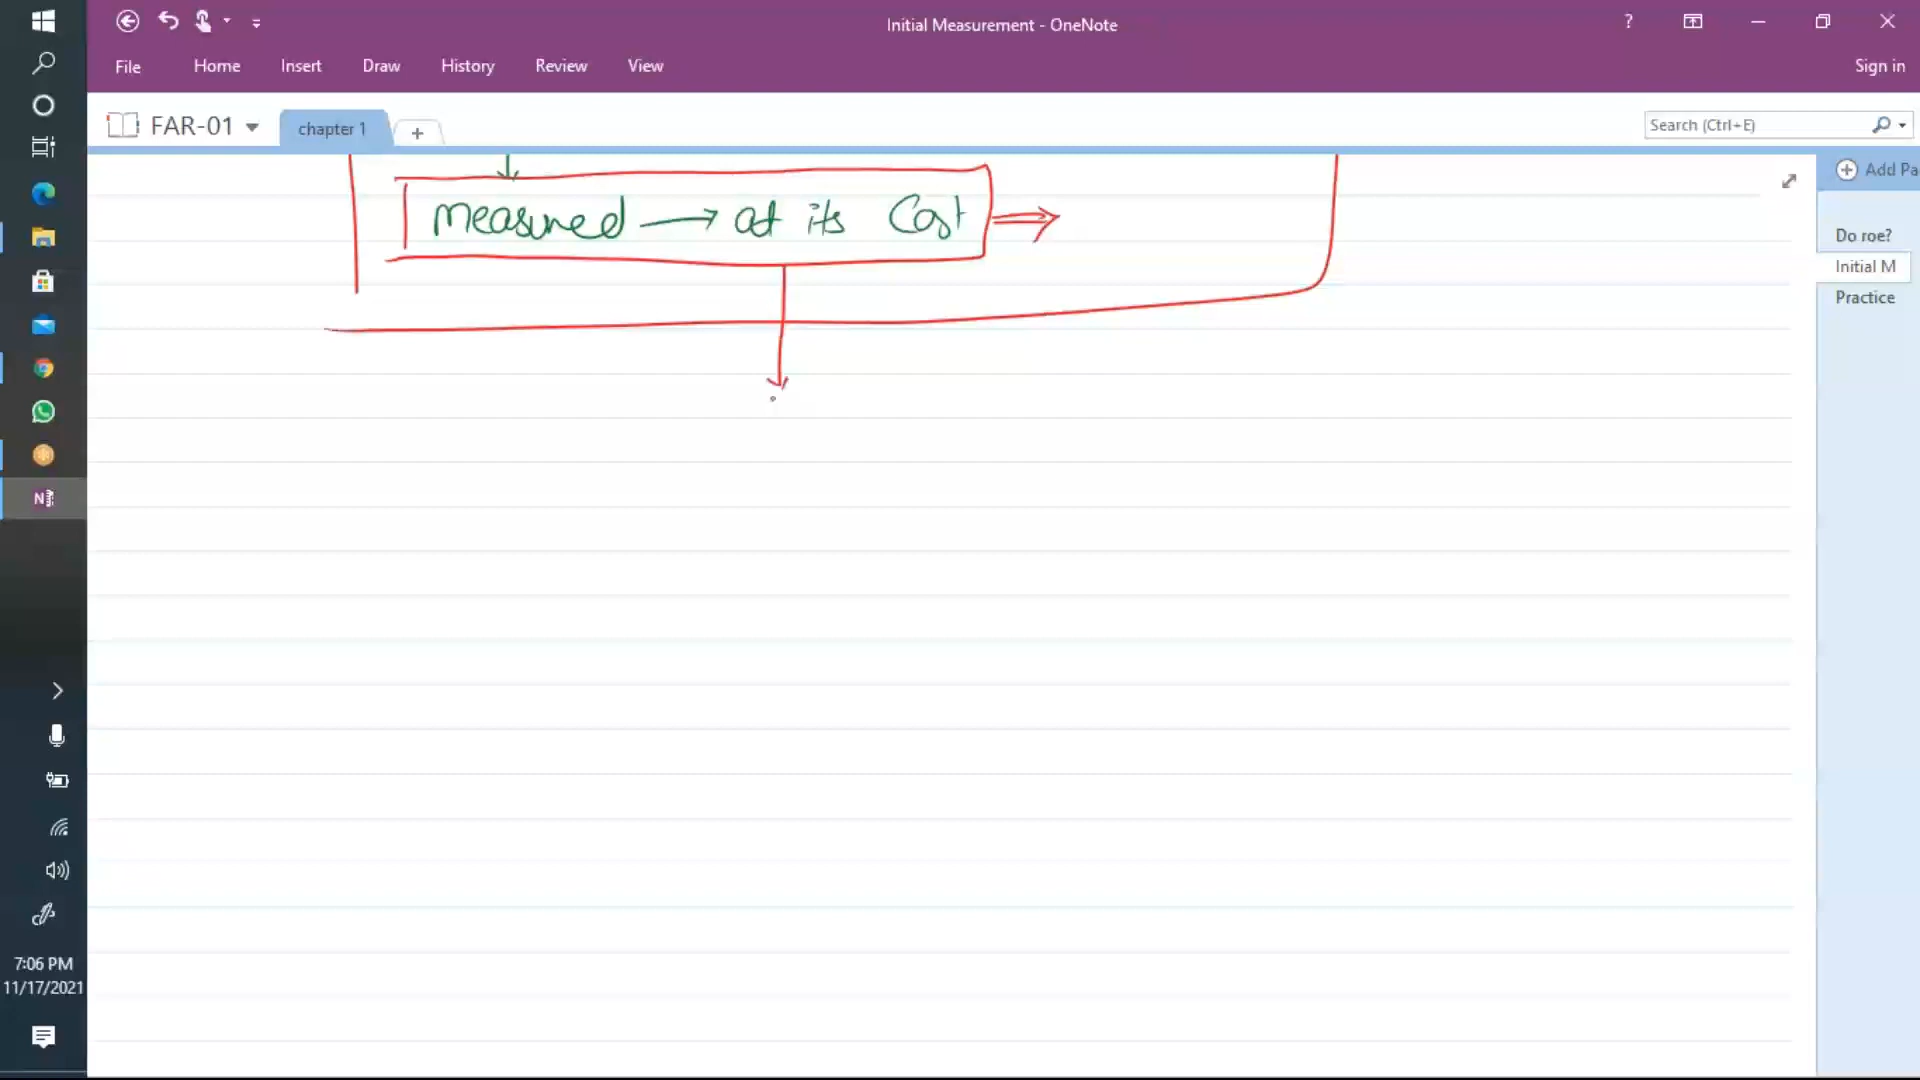 Initial Measurement - OneNote
?
File Home Insert Draw History Review View
Sign in
FAR-01
chapter 1
+
Search (Ctrl+E)
Add Pa
measured → at its Cost
Do roe?
Initial M
Practice
N
7:06 PM
11/17/2021